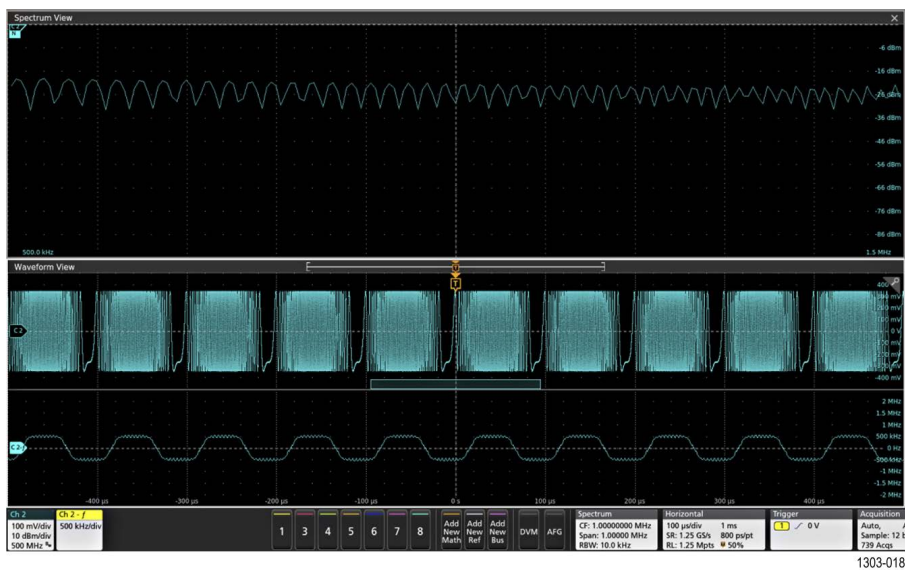 Spectrum View
-6 dBm
-16 dBm
-26 dBm
-36 dBm
-46 dBm
-56 dBm
-66 dBm
-76 dBm
-86 dBm
500.0 kHz
1.5 MHz
Waveform View
T
C 2
0 V
-400 mV
2 MHz
1.5 MHz
1 MHz
500 kHz
C 2
0 Hz
-500 kHz
-1 MHz
-1.5 MHz
-2 MHz
-400 µs
-300 µs
-200 µs
-100 µs
0 s
100 µs
200 µs
300 µs
400 µs
Ch 2
100 mV/div
10 dBm/div
500 MHz
Ch 2 - f
500 kHz/div
1
3
4
5
6
7
8
Add New Math
Add New Ref
Add New Bus
DVM
AFG
Spectrum
CF: 1.00000000 MHz
Span: 1.00000 MHz
RBW: 10.0 kHz
Horizontal
100 µs/div 1 ms
SR: 1.25 GS/s 800 ps/pt
RL: 1.25 Mpts 50%
Trigger
1 0 V
Acquisition
Auto,
Sample: 12 b
739 Acqs
1303-018